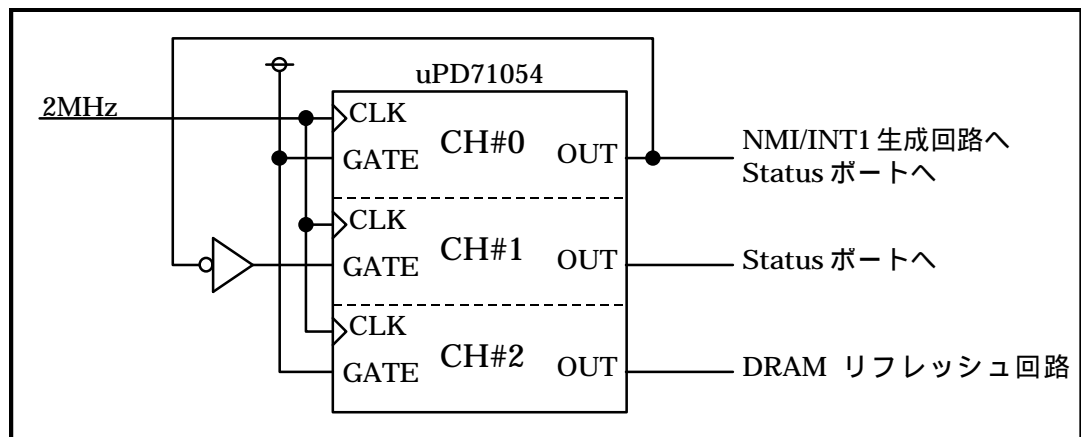 uPD71054
2MHz
CLK
CH#0
GATE
OUT
NMI/INT1 生成回路へ
Status ポートへ
CLK
CH#1
GATE
OUT
Status ポートへ
CLK
CH#2
GATE
OUT
DRAM リフレッシュ回路